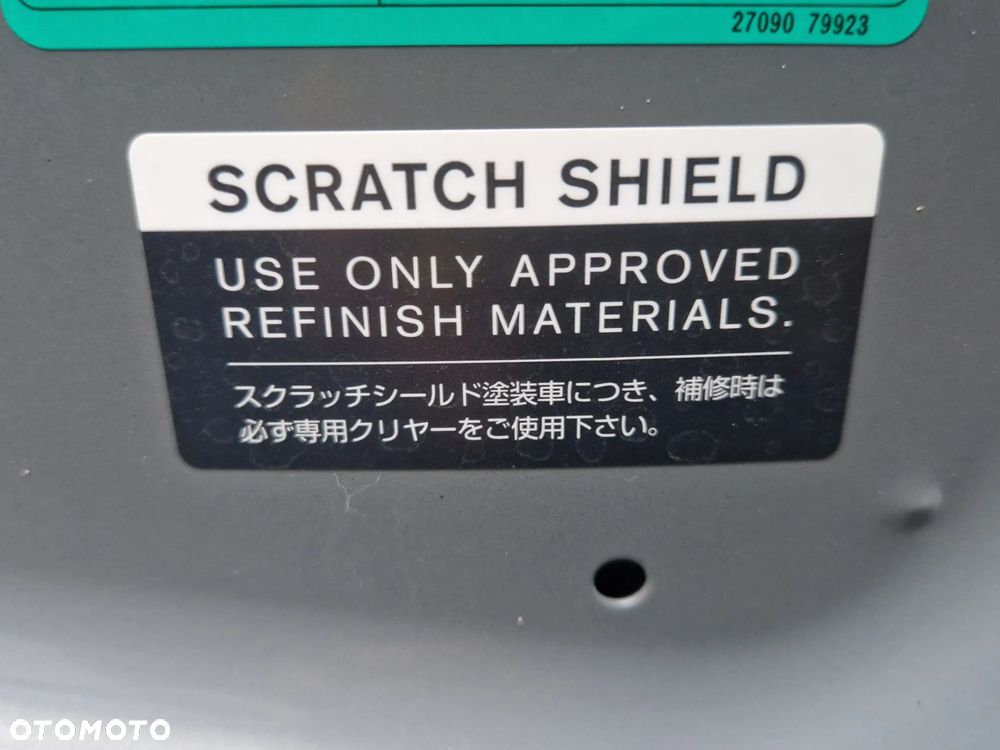 27090 79923
SCRATCH SHIELD
USE ONLY APPROVED
REFINISH MATERIALS.
スクラッチシールド塗装車につき、補修時は
必ず専用クリヤーをご使用下さい。
OTOMOTO